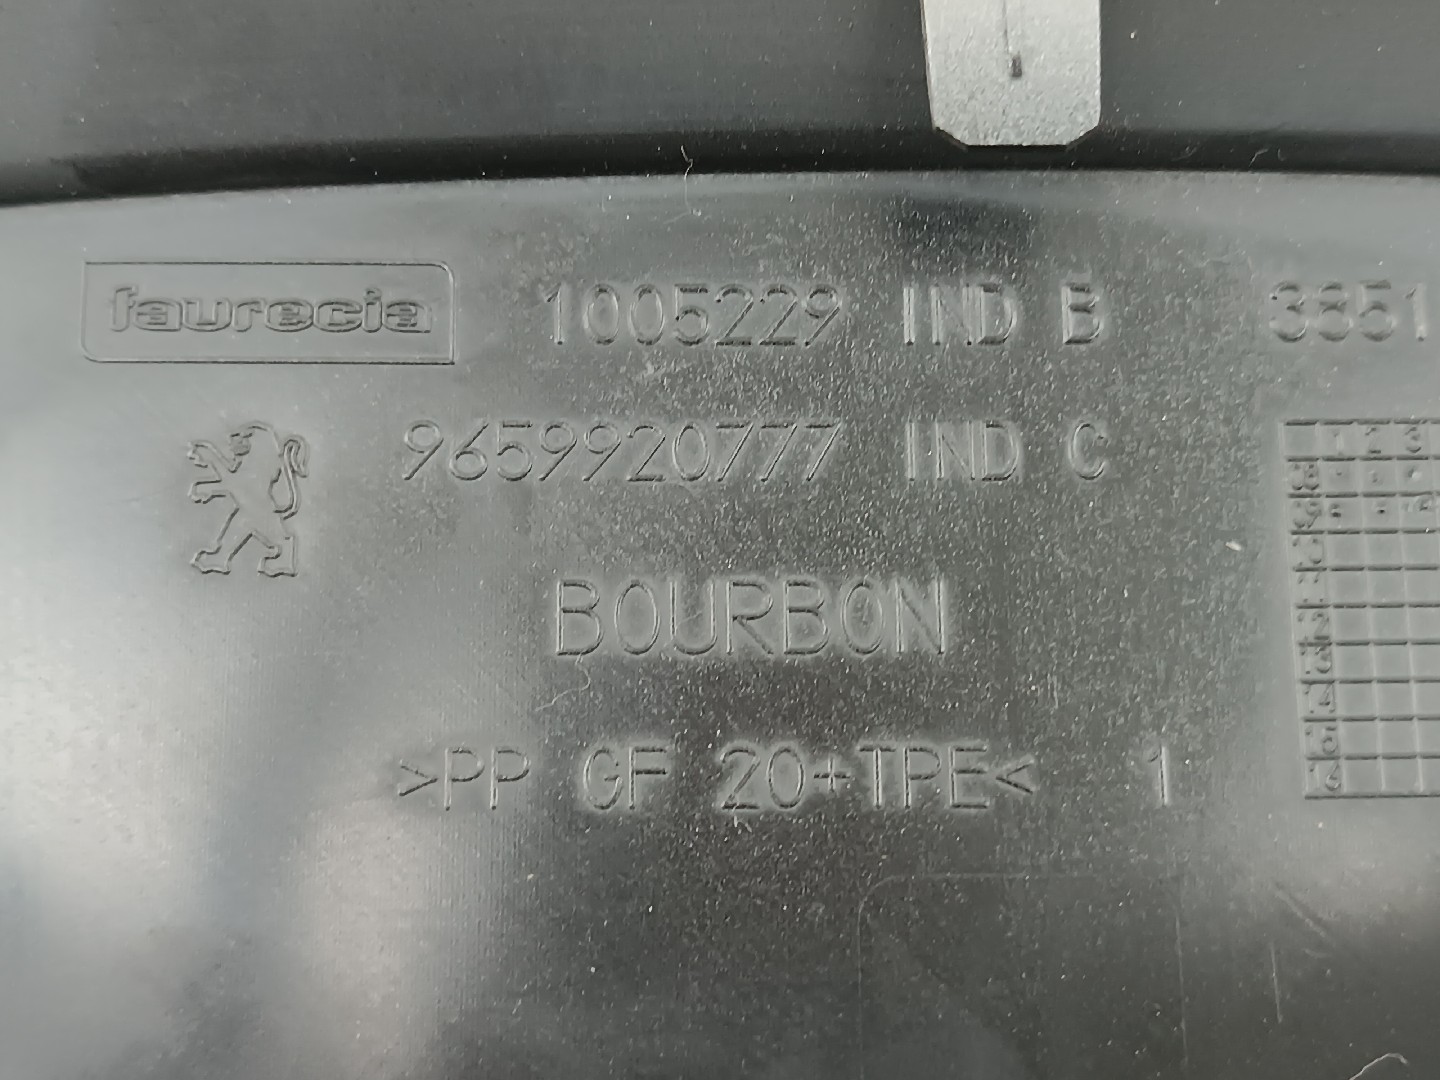 faurecia 1005229 IND B 3851
9659920777 IND C
BOURBON
>PP GF 20+TPE< 1